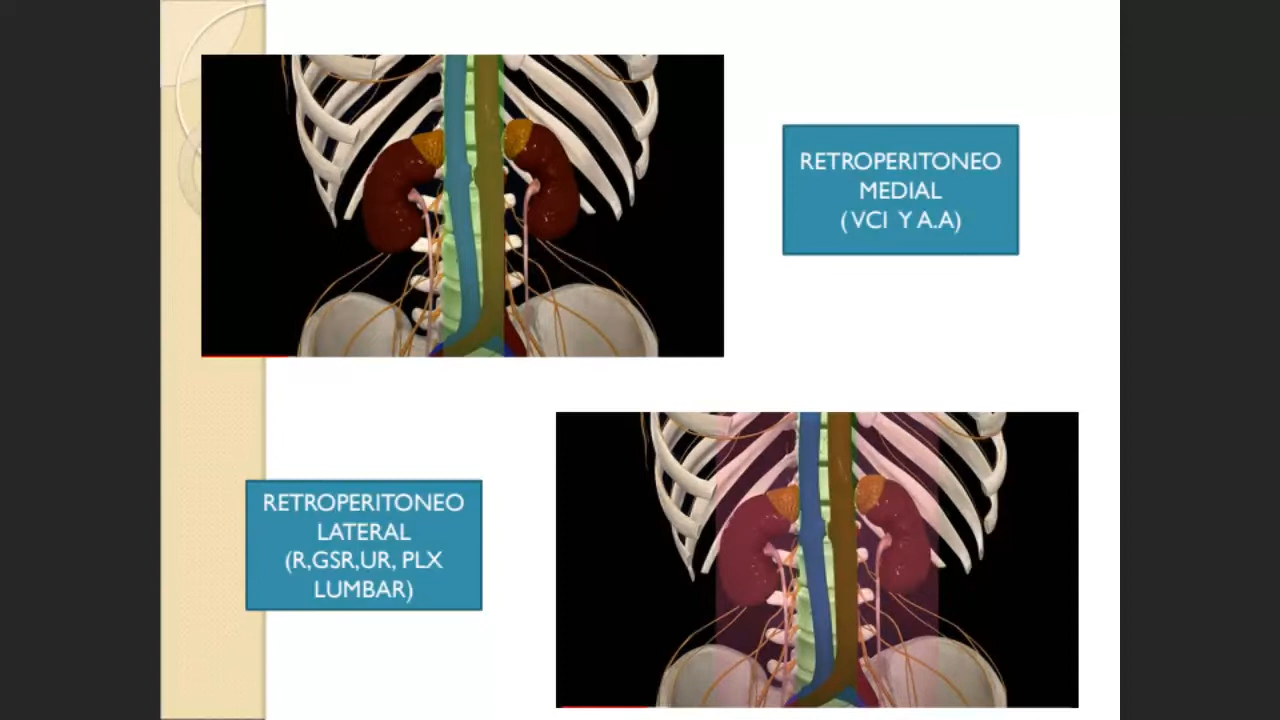 RETROPERITONEO
MEDIAL
( VCI Y A.A)
RETROPERITONEO
LATERAL
(R,GSR,UR, PLX
LUMBAR)